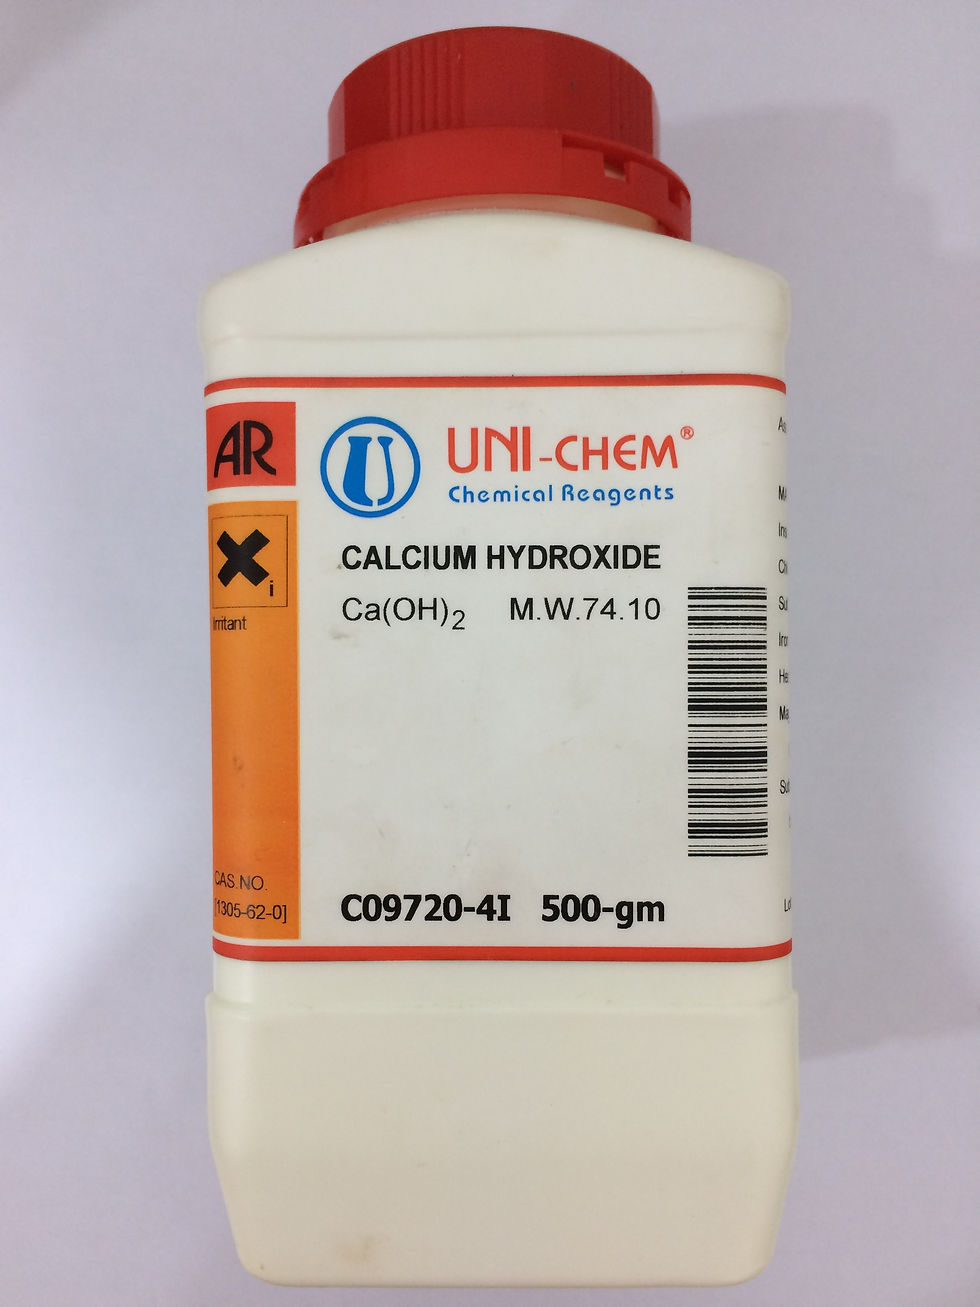 AR
UNI-CHEM®
Chemical Reagents
CALCIUM HYDROXIDE
Ca(OH)₂ M.W.74.10
i
Irritant
CAS.NO.
[1305-62-0]
C09720-4I 500-gm